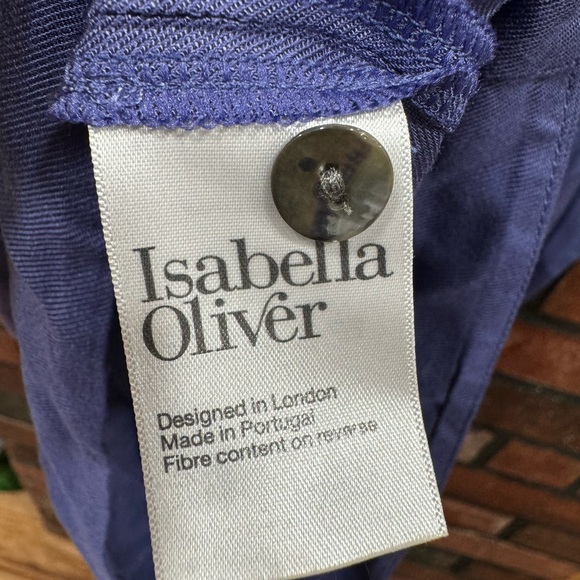 Isabella
Oliver
Designed in London
Made in Portugal
Fibre content on reverse